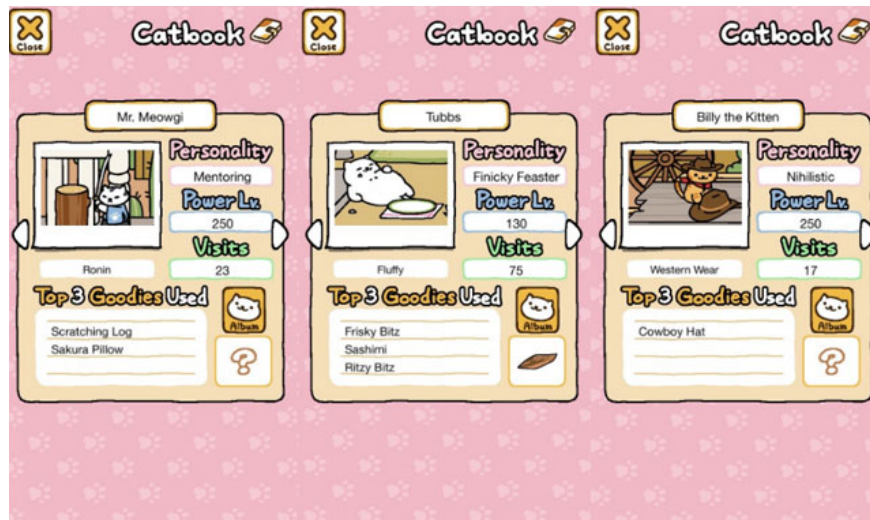 Close
Catbook
Mr. Meowgi
Personality
Mentoring
Power Lv.
250
Visits
23
Ronin
Top 3 Goodies Used
Album
Scratching Log
Sakura Pillow
Close
Catbook
Tubbs
Personality
Finicky Feaster
Power Lv.
130
Visits
75
Fluffy
Top 3 Goodies Used
Album
Frisky Bitz
Sashimi
Ritzy Bitz
Close
Catbook
Billy the Kitten
Personality
Nihilistic
Power Lv.
250
Visits
17
Western Wear
Top 3 Goodies Used
Album
Cowboy Hat